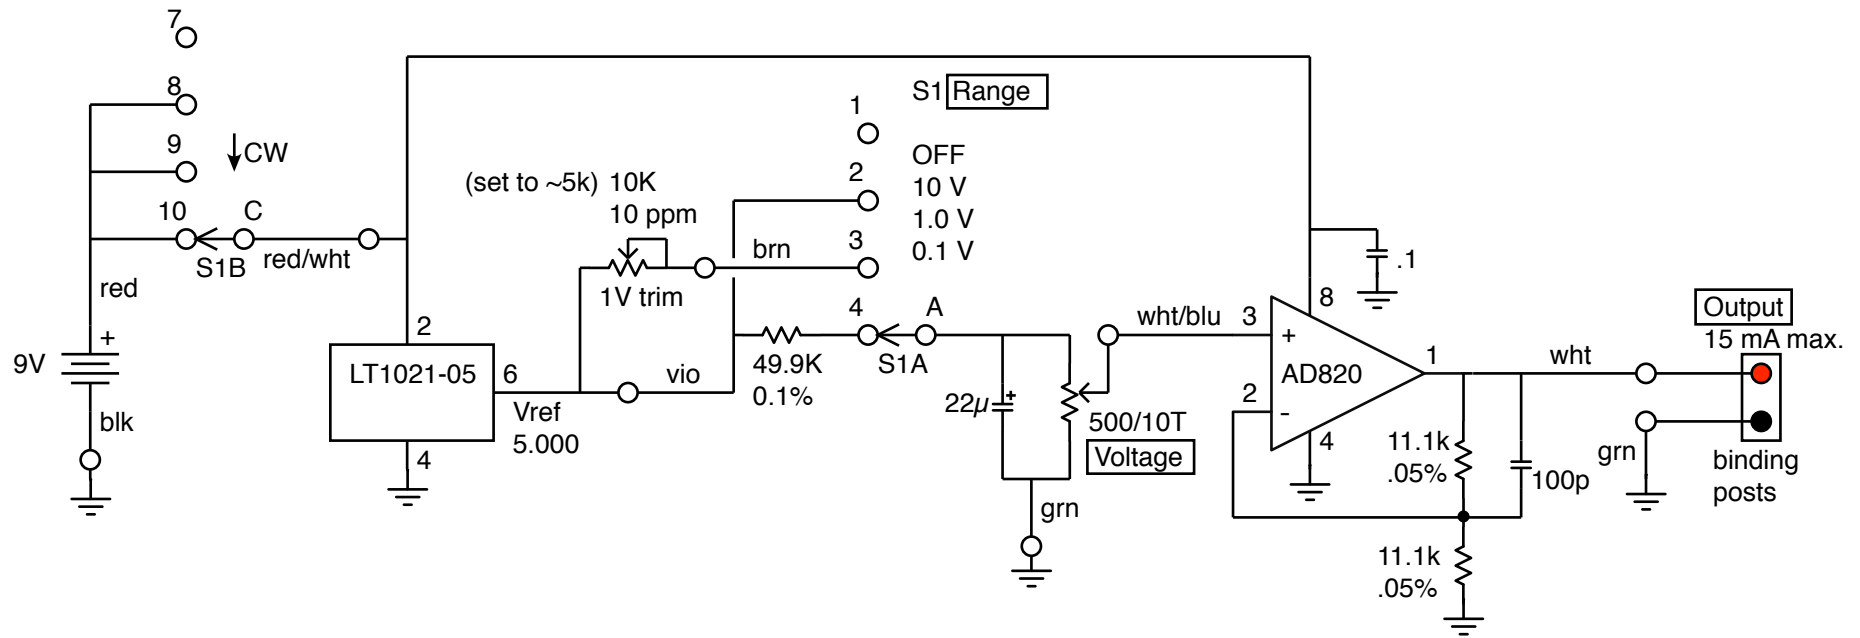 7
8
9
CW
10
C
S1B
red/wht
red
+
9V
blk
(set to ~5k) 10K
10 ppm
1V trim
brn
2
LT1021-05
6
Vref
5.000
4
vio
49.9K
0.1%
S1 Range
1
OFF
2
10 V
1.0 V
3
0.1 V
4
A
S1A
22µ
+
500/10T
Voltage
grn
wht/blu
3
+
8
.1
AD820
2
-
4
1
wht
11.1k
.05%
100p
11.1k
.05%
Output
15 mA max.
grn
binding
posts